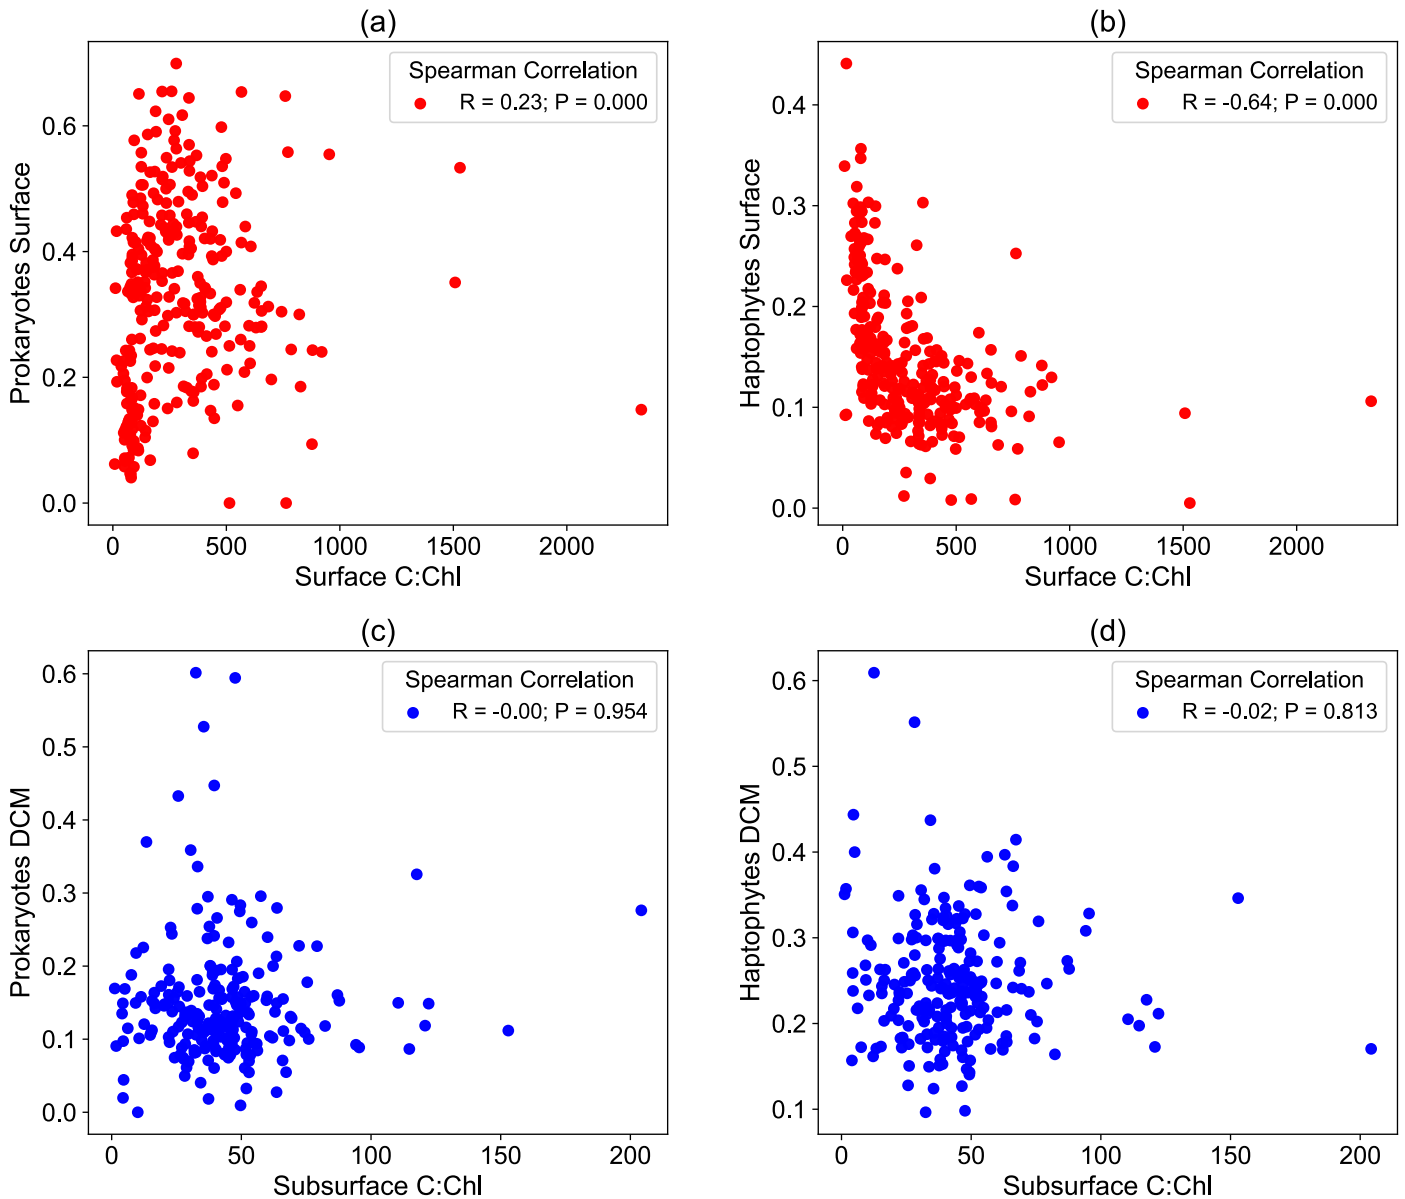 (a)
Spearman Correlation
R = 0.23; P = 0.000
Prokaryotes Surface
0.6
0.4
0.2
0.0
0 500 1000 1500 2000
Surface C:Chl
(b)
Spearman Correlation
R = -0.64; P = 0.000
Haptophytes Surface
0.4
0.3
0.2
0.1
0.0
0 500 1000 1500 2000
Surface C:Chl
(c)
Spearman Correlation
R = -0.00; P = 0.954
Prokaryotes DCM
0.6
0.5
0.4
0.3
0.2
0.1
0.0
0 50 100 150 200
Subsurface C:Chl
(d)
Spearman Correlation
R = -0.02; P = 0.813
Haptophytes DCM
0.6
0.5
0.4
0.3
0.2
0.1
0 50 100 150 200
Subsurface C:Chl